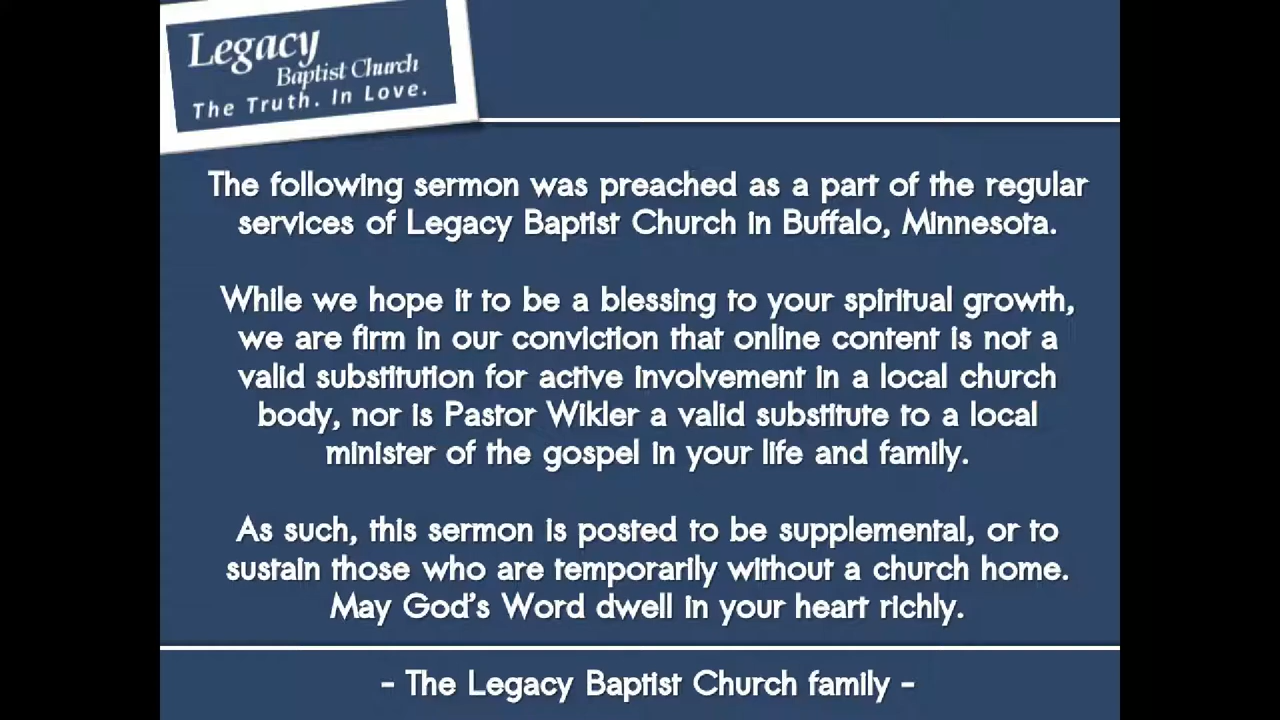 Legacy
Baptist Church
The Truth. In Love.
The following sermon was preached as a part of the regular
services of Legacy Baptist Church in Buffalo, Minnesota.
While we hope it to be a blessing to your spiritual growth,
we are firm in our conviction that online content is not a
valid substitution for active involvement in a local church
body, nor is Pastor Wikler a valid substitute to a local
minister of the gospel in your life and family.
As such, this sermon is posted to be supplemental, or to
sustain those who are temporarily without a church home.
May God's Word dwell in your heart richly.
- The Legacy Baptist Church family -